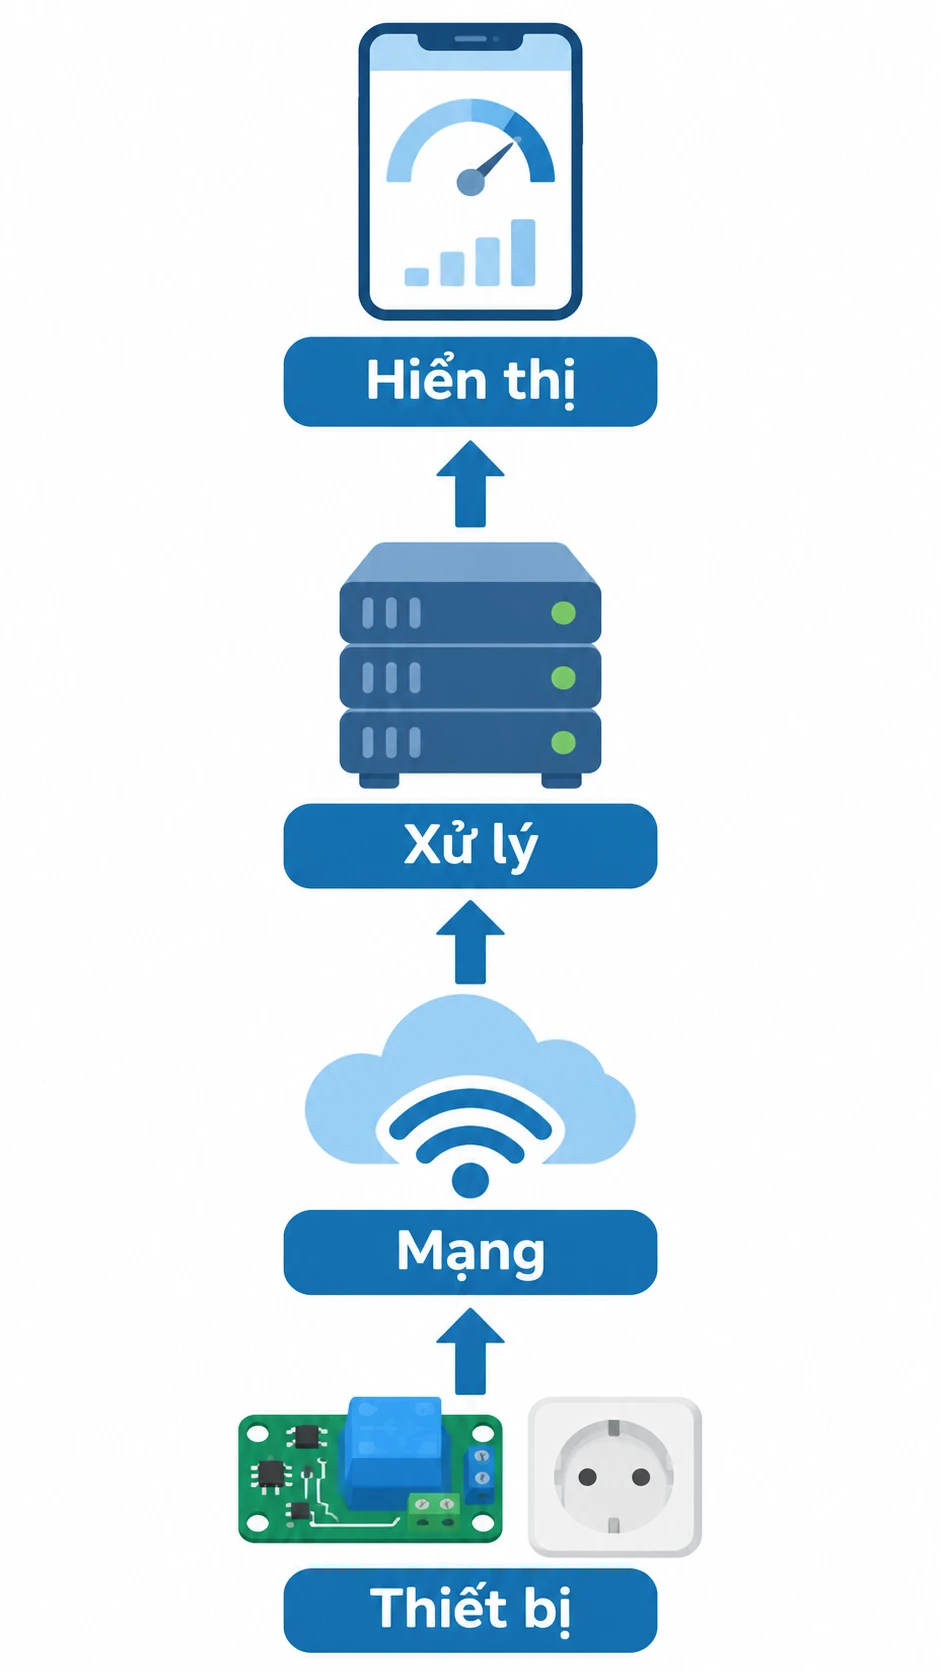 Hiển thị
Xử lý
Mạng
Thiết bị